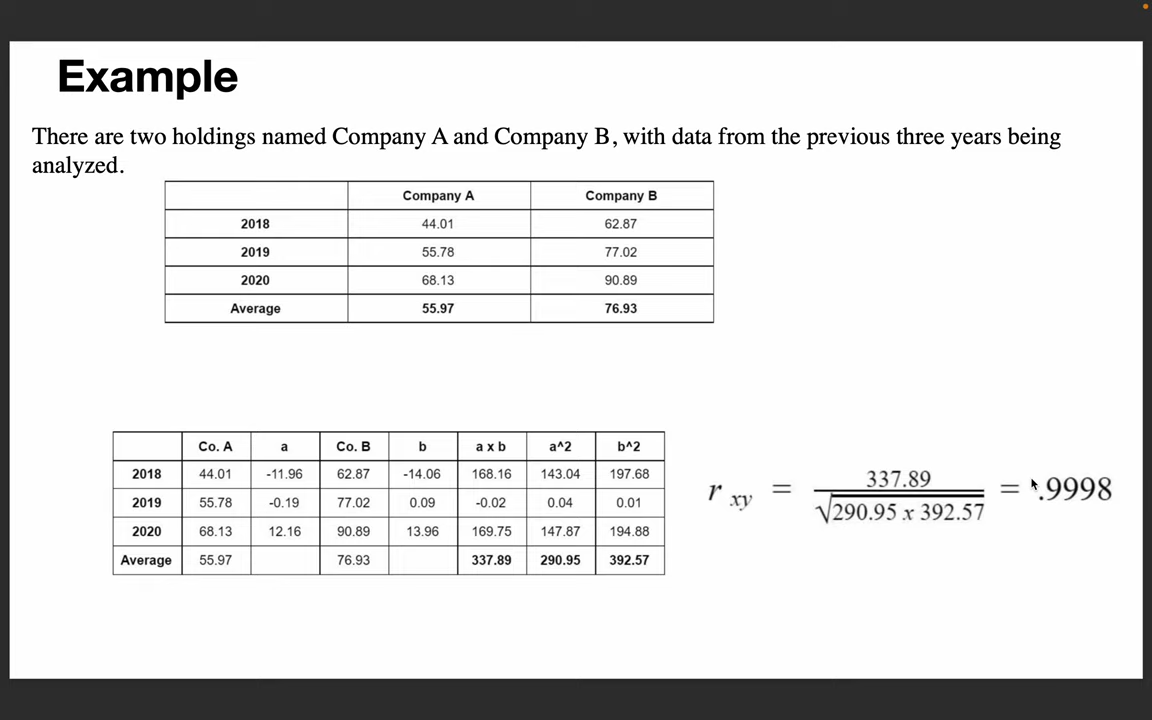 Example
There are two holdings named Company A and Company B, with data from the previous three years being
analyzed.
Company A Company B
2018 44.01 62.87
2019 55.78 77.02
2020 68.13 90.89
Average 55.97 76.93
Co. A a Co. B b a x b a^2 b^2
2018 44.01 -11.96 62.87 -14.06 168.16 143.04 197.68
2019 55.78 -0.19 77.02 0.09 -0.02 0.04 0.01
2020 68.13 12.16 90.89 13.96 169.75 147.87 194.88
Average 55.97 76.93 337.89 290.95 392.57
337.89
r xy = = .9998
√290.95 x 392.57